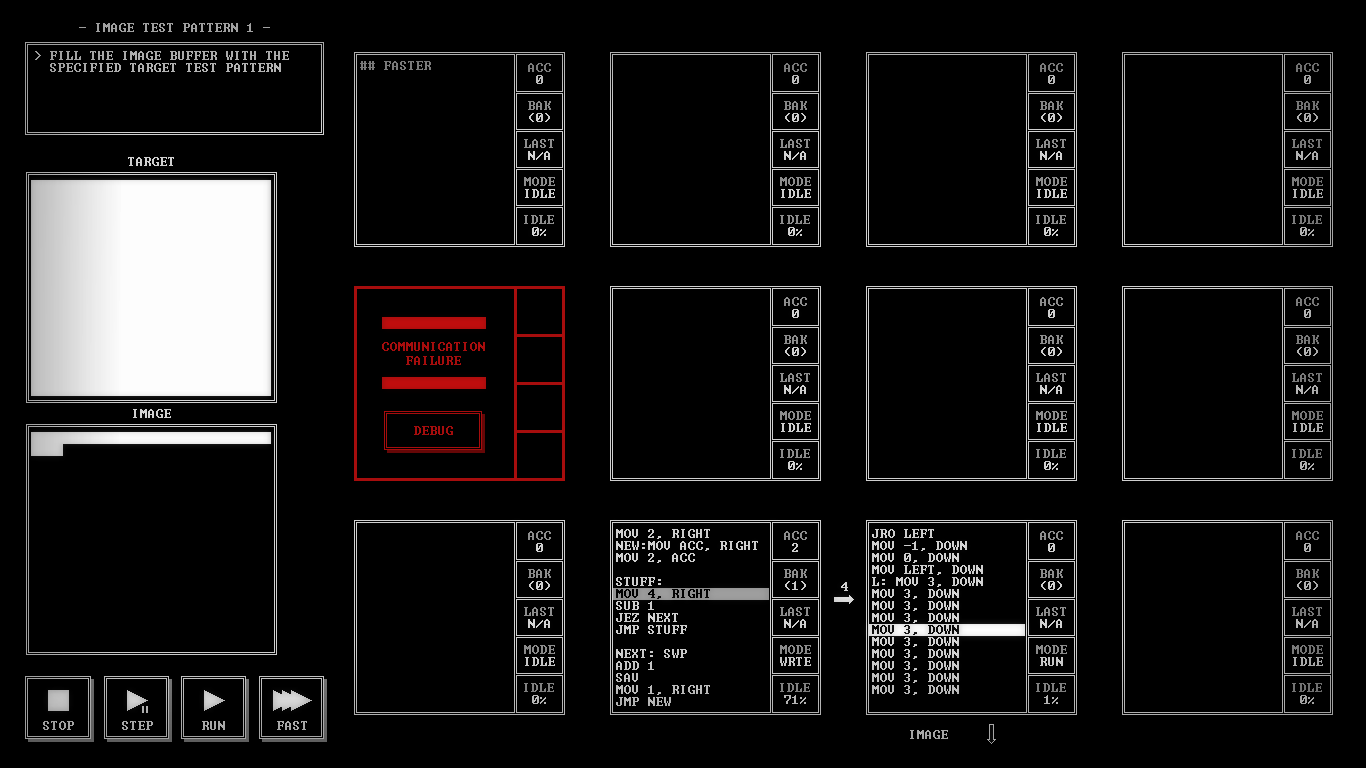 - IMAGE TEST PATTERN 1 -
> FILL THE IMAGE BUFFER WITH THE
SPECIFIED TARGET TEST PATTERN
TARGET
IMAGE
STOP
STEP
RUN
FAST
## FASTER
ACC
0
BAK
(0)
LAST
N/A
MODE
IDLE
IDLE
0%
ACC
0
BAK
(0)
LAST
N/A
MODE
IDLE
IDLE
0%
ACC
0
BAK
(0)
LAST
N/A
MODE
IDLE
IDLE
0%
ACC
0
BAK
(0)
LAST
N/A
MODE
IDLE
IDLE
0%
COMMUNICATION
FAILURE
DEBUG
ACC
0
BAK
(0)
LAST
N/A
MODE
IDLE
IDLE
0%
ACC
0
BAK
(0)
LAST
N/A
MODE
IDLE
IDLE
0%
ACC
0
BAK
(0)
LAST
N/A
MODE
IDLE
IDLE
0%
ACC
0
BAK
(0)
LAST
N/A
MODE
IDLE
IDLE
0%
MOV 2, RIGHT
NEW:MOV ACC, RIGHT
MOV 2, ACC
STUFF:
MOV 4, RIGHT
SUB 1
JEZ NEXT
JMP STUFF
NEXT: SWP
ADD 1
SAV
MOV 1, RIGHT
JMP NEW
ACC
2
BAK
(1)
LAST
N/A
MODE
WRTE
IDLE
71%
4
JRO LEFT
MOV -1, DOWN
MOV 0, DOWN
MOV LEFT, DOWN
L: MOV 3, DOWN
MOV 3, DOWN
MOV 3, DOWN
MOV 3, DOWN
MOV 3, DOWN
MOV 3, DOWN
MOV 3, DOWN
MOV 3, DOWN
MOV 3, DOWN
MOV 3, DOWN
ACC
0
BAK
(0)
LAST
N/A
MODE
RUN
IDLE
1%
IMAGE
ACC
0
BAK
(0)
LAST
N/A
MODE
IDLE
IDLE
0%